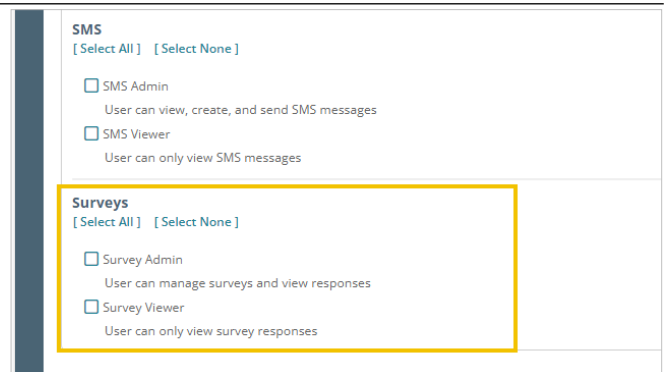 SMS
[ Select All ] [ Select None ]
SMS Admin
User can view, create, and send SMS messages
SMS Viewer
User can only view SMS messages
Surveys
[ Select All ] [ Select None ]
Survey Admin
User can manage surveys and view responses
Survey Viewer
User can only view survey responses